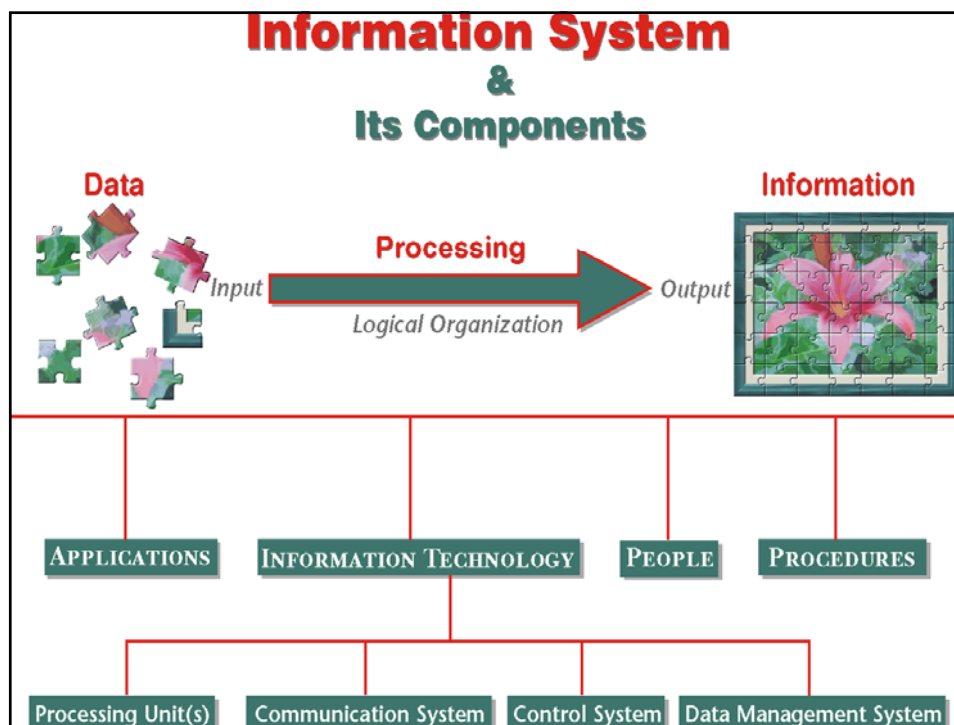 Information System
&
Its Components
Data
Information
Processing
Input
Output
Logical Organization
APPLICATIONS
INFORMATION TECHNOLOGY
PEOPLE
PROCEDURES
Processing Unit(s)
Communication System
Control System
Data Management System